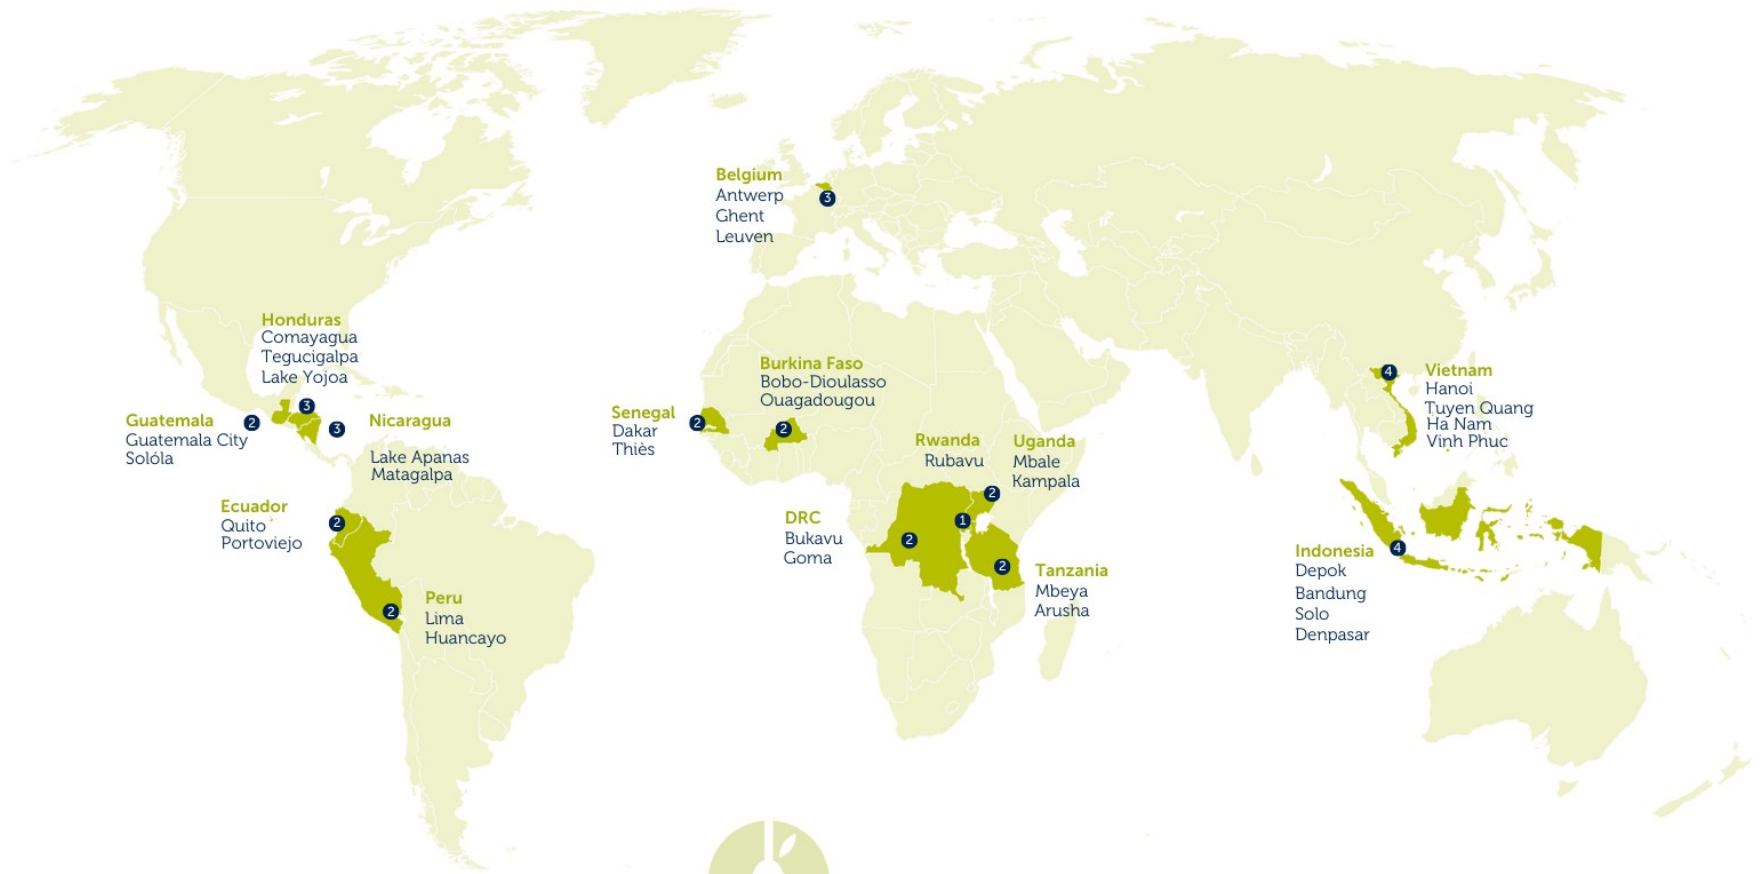 Belgium
Antwerp
Ghent
Leuven
3
Honduras
Comayagua
Tegucigalpa
Lake Yojoa
3
Guatemala
Guatemala City
Solóla
2
Nicaragua
Lake Apanas
Matagalpa
3
Ecuador
Quito
Portoviejo
2
Peru
Lima
Huancayo
2
Senegal
Dakar
Thiès
2
Burkina Faso
Bobo-Dioulasso
Ouagadougou
2
Rwanda
Rubavu
1
Uganda
Mbale
Kampala
2
DRC
Bukavu
Goma
2
Tanzania
Mbeya
Arusha
2
Vietnam
Hanoi
Tuyen Quang
Ha Nam
Vinh Phuc
4
Indonesia
Depok
Bandung
Solo
Denpasar
4